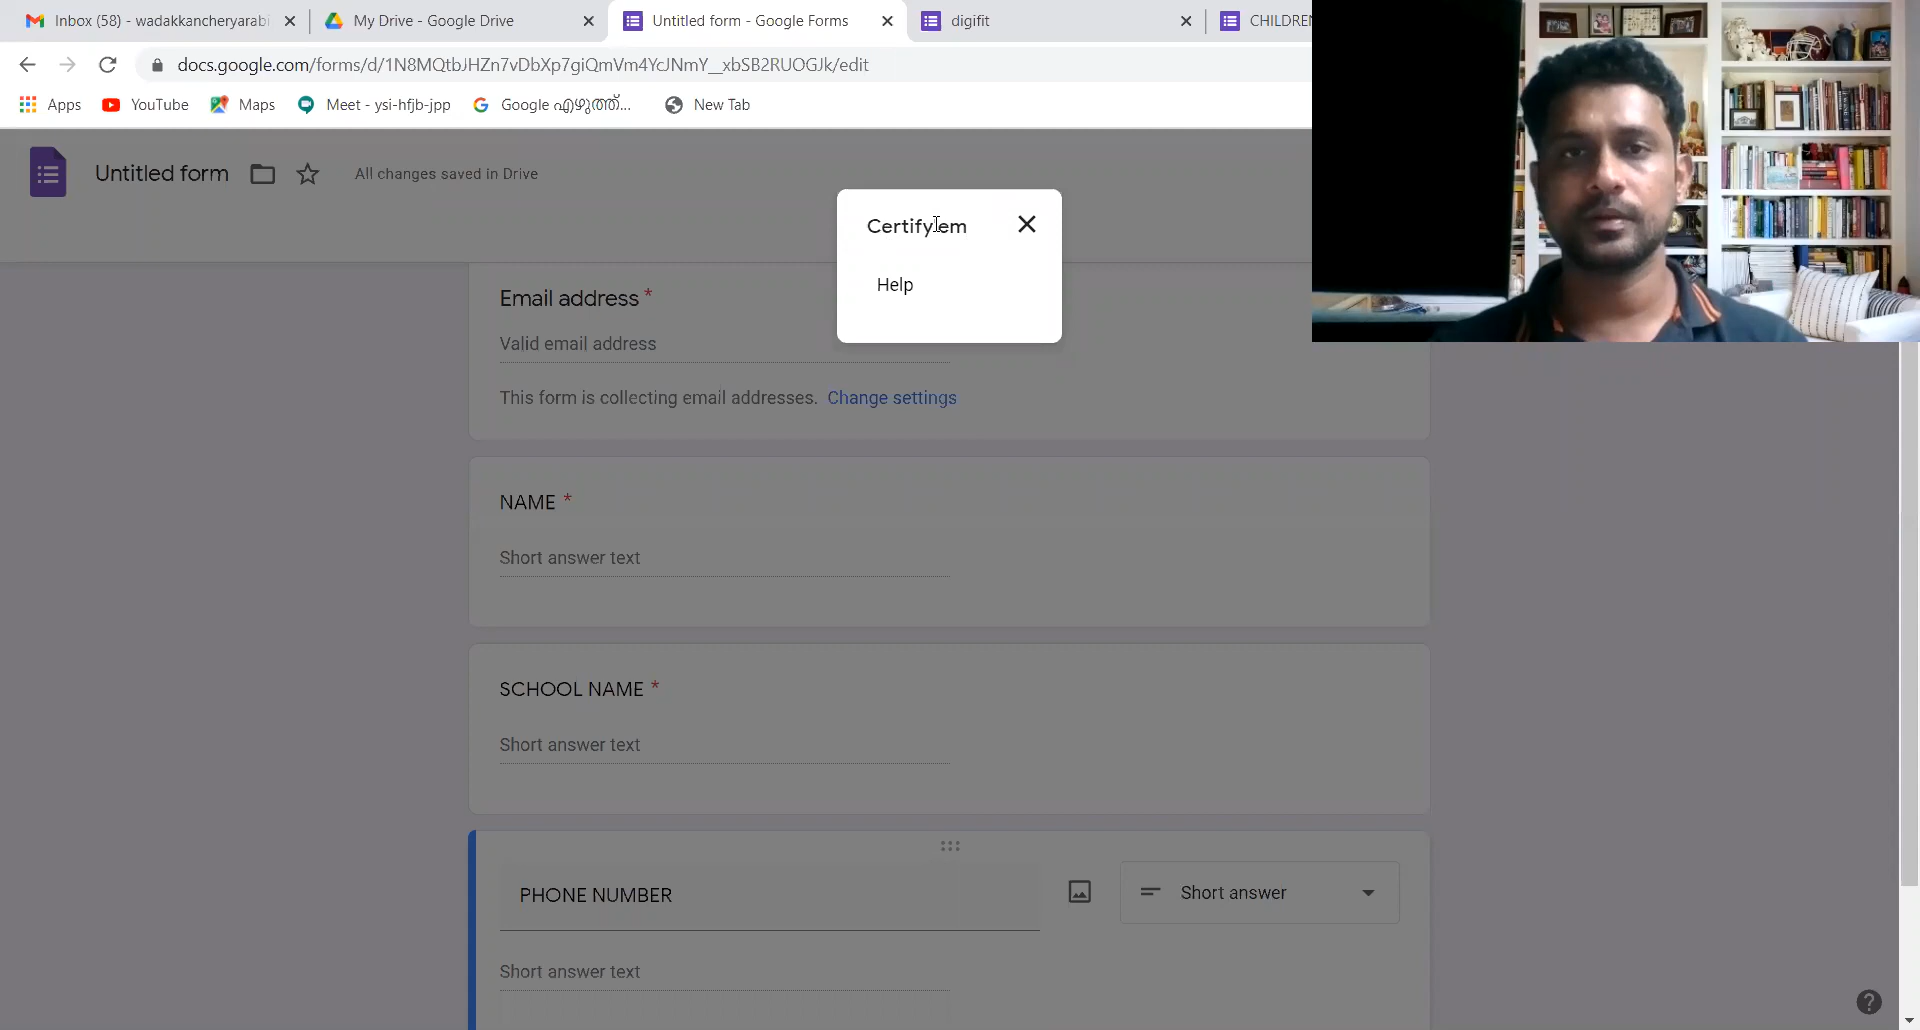 Inbox (58) - wadakkancheryarabi
My Drive - Google Drive
Untitled form - Google Forms
digifit
CHILDREN
docs.google.com/forms/d/1N8MQtbJHZn7vDbXp7giQmVm4YcJNmY__xbSB2RUOGJk/edit
Apps
YouTube
Maps
Meet - ysi-hfjb-jpp
Google എഴുത്ത്...
New Tab
Untitled form
All changes saved in Drive
Certify'em
Help
Email address *
Valid email address
This form is collecting email addresses. Change settings
NAME *
Short answer text
SCHOOL NAME *
Short answer text
PHONE NUMBER
Short answer
Short answer text